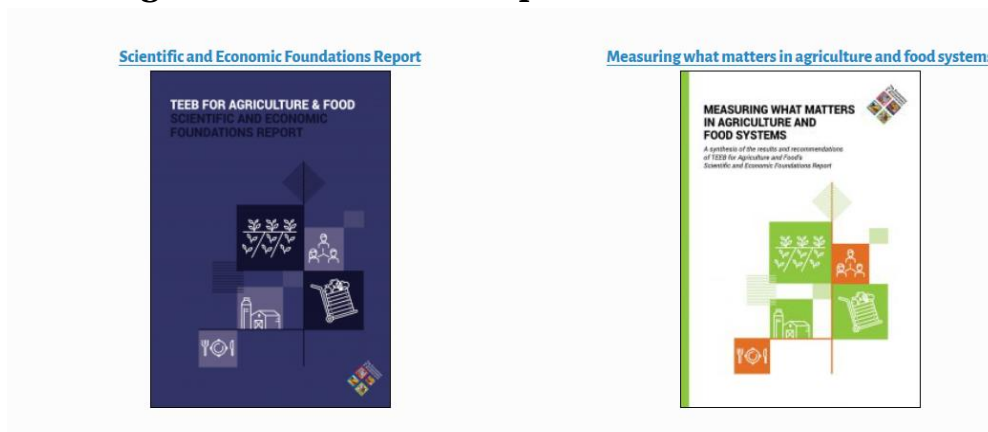 Scientific and Economic Foundations Report
Measuring what matters in agriculture and food systems
TEEB FOR AGRICULTURE & FOOD
SCIENTIFIC AND ECONOMIC
FOUNDATIONS REPORT
MEASURING WHAT MATTERS
IN AGRICULTURE AND
FOOD SYSTEMS
A synthesis of the results and recommendations
of TEEB for Agriculture and Food's
Scientific and Economic Foundations Report